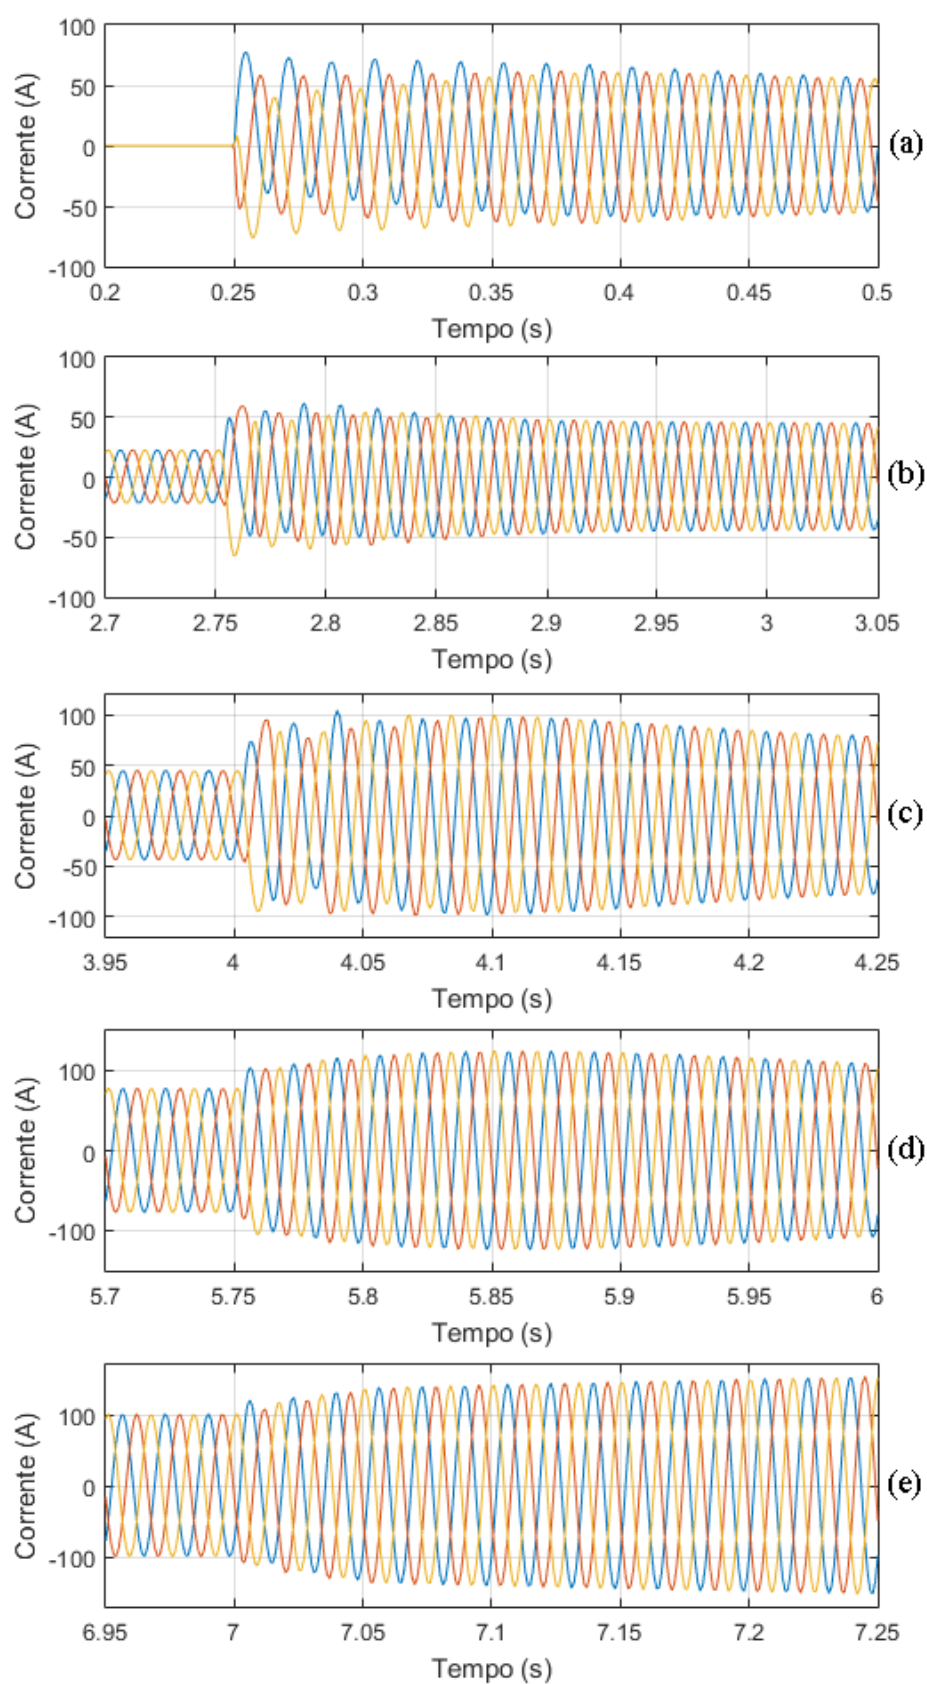 100
50
0
-50
-100
Corrente (A)
(a)
0.2 0.25 0.3 0.35 0.4 0.45 0.5
Tempo (s)
100
50
0
-50
-100
Corrente (A)
(b)
2.7 2.75 2.8 2.85 2.9 2.95 3 3.05
Tempo (s)
100
50
0
-50
-100
Corrente (A)
(c)
3.95 4 4.05 4.1 4.15 4.2 4.25
Tempo (s)
100
0
-100
Corrente (A)
(d)
5.7 5.75 5.8 5.85 5.9 5.95 6
Tempo (s)
100
0
-100
Corrente (A)
(e)
6.95 7 7.05 7.1 7.15 7.2 7.25
Tempo (s)